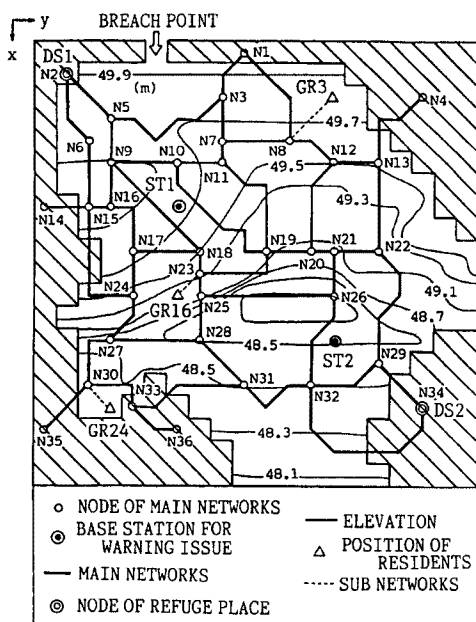 y
BREACH POINT
x
DS1
N1
N2
49.9
(m)
GR3
N3
N4
N5
49.7
N6
N7
N8
N9
N10
N11
49.5
N12
N13
ST1
49.3
N14
N15
N16
N17
N18
N19
N21
N22
N23
N20
49.1
N24
GR16
N25
N26
48.7
N27
N28
48.5
ST2
N29
N30
48.5
N33
N31
N32
N34
DS2
GR24
N35
N36
48.3
48.1
NODE OF MAIN NETWORKS
BASE STATION FOR
WARNING ISSUE
MAIN NETWORKS
NODE OF REFUGE PLACE
ELEVATION
POSITION OF
RESIDENTS
SUB NETWORKS